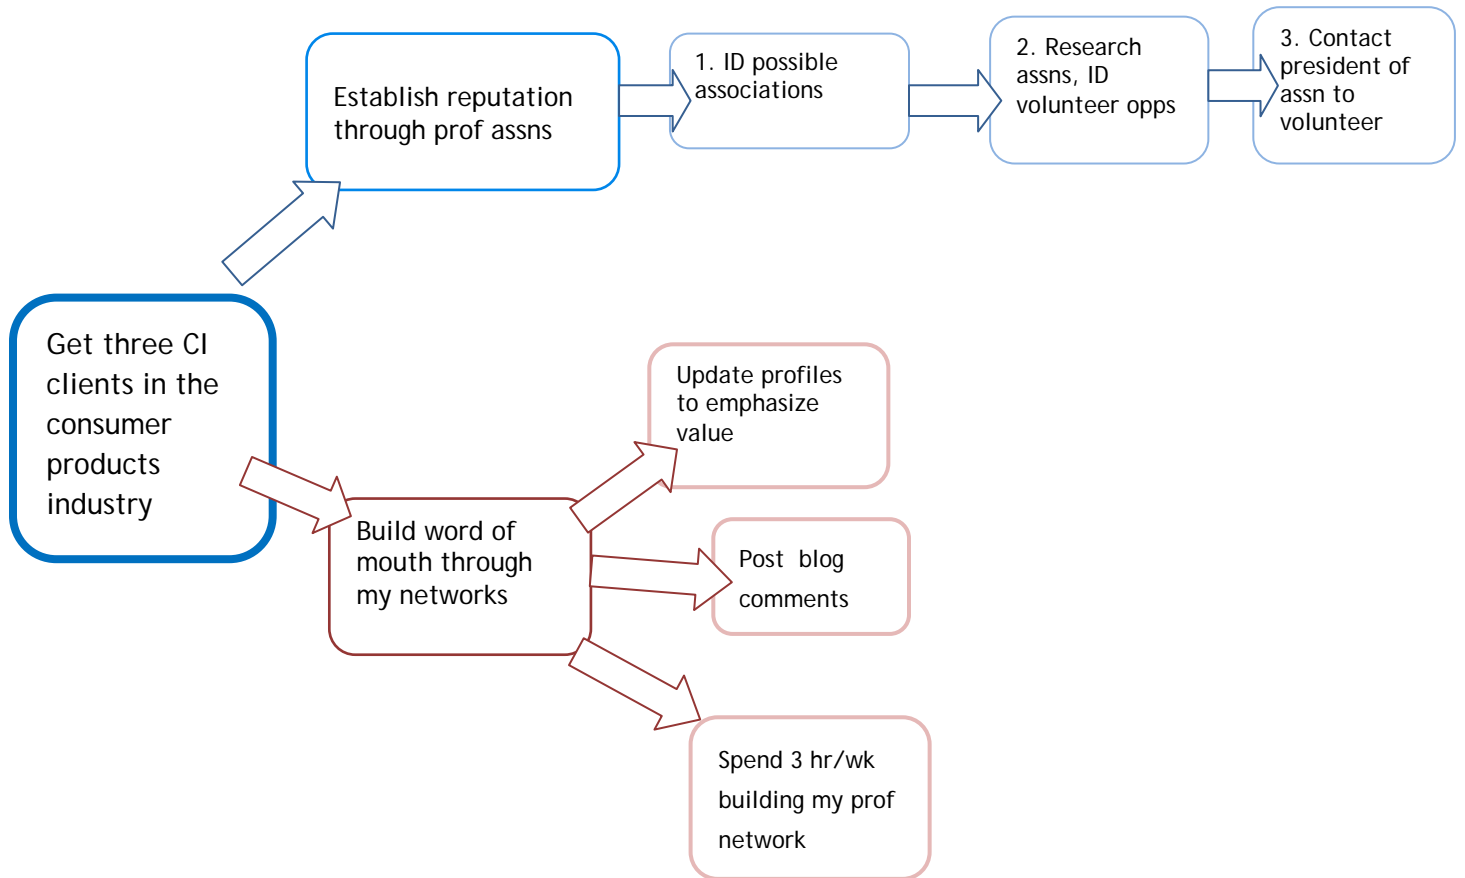 Establish reputation
through prof assns
1. ID possible
associations
2. Research
assns, ID
volunteer opps
3. Contact
president of
assn to
volunteer
Get three CI
clients in the
consumer
products
industry
Build word of
mouth through
my networks
Update profiles
to emphasize
value
Post  blog
comments
Spend 3 hr/wk
building my prof
network